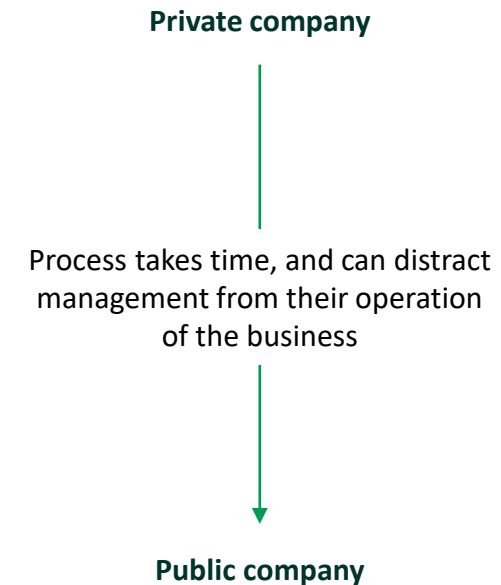 Private company
Process takes time, and can distract
management from their operation
of the business
Public company